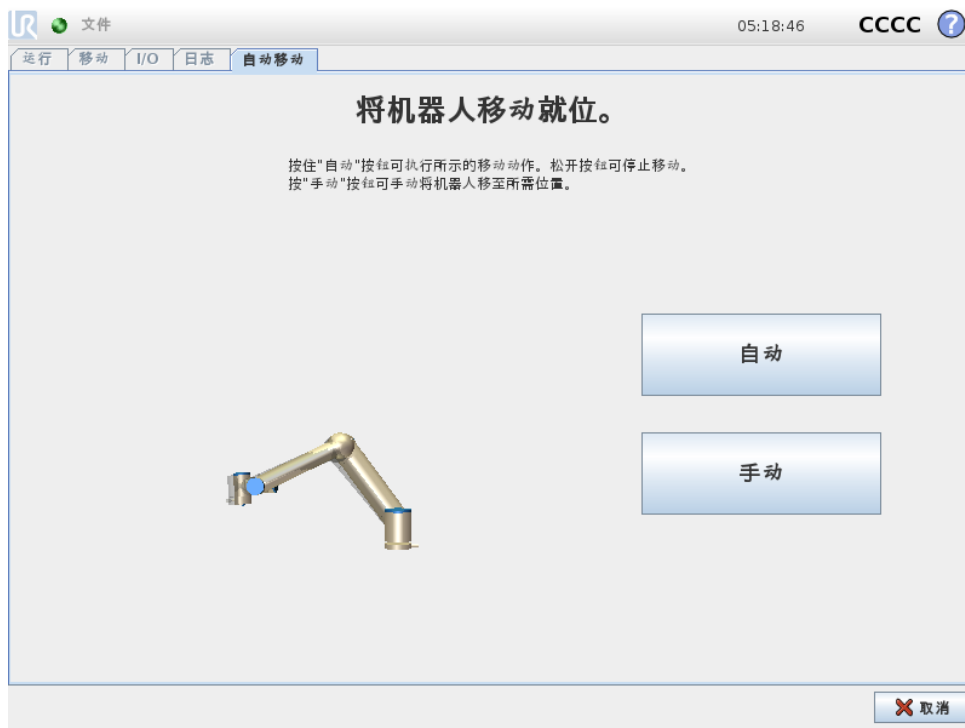 UR 文件 05:18:46 CCCC ?
运行 移动 I/O 日志 自动移动
将机器人移动就位。
按住"自动"按钮可执行所示的移动动作。松开按钮可停止移动。
按"手动"按钮可手动将机器人移至所需位置。
自动
手动
取消